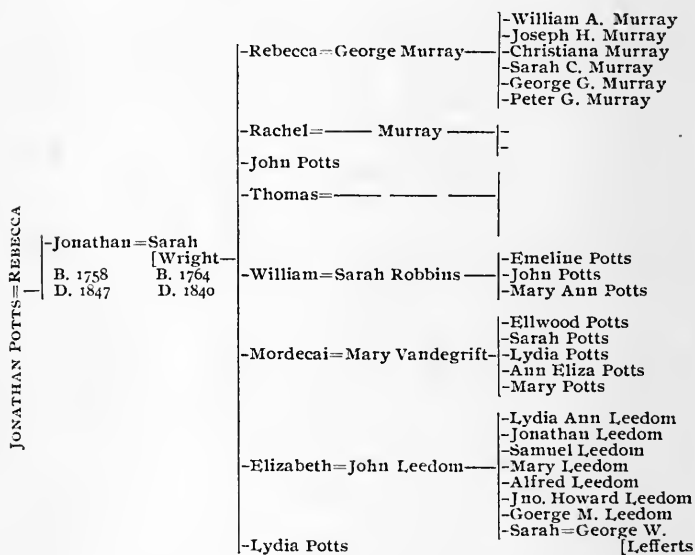 -William A. Murray
-Joseph H. Murray
-Rebecca=George Murray-
-Christiana Murray
-Sarah C. Murray
-George G. Murray
-Peter G. Murray
-Rachel=—— Murray ——
-
-
-John Potts
-Thomas=—— — ——
JONATHAN POTTS=REBECCA
-Jonathan=Sarah
[Wright-
B. 1758 B. 1764
D. 1847 D. 1840
-William=Sarah Robbins-
-Emeline Potts
-John Potts
-Mary Ann Potts
-Mordecai=Mary Vandegrift-
-Ellwood Potts
-Sarah Potts
-Lydia Potts
-Ann Eliza Potts
-Mary Potts
-Elizabeth=John Leedom-
-Lydia Ann Leedom
-Jonathan Leedom
-Samuel Leedom
-Mary Leedom
-Alfred Leedom
-Jno. Howard Leedom
-Goerge M. Leedom
-Sarah=George W.
[Lefferts
-Lydia Potts